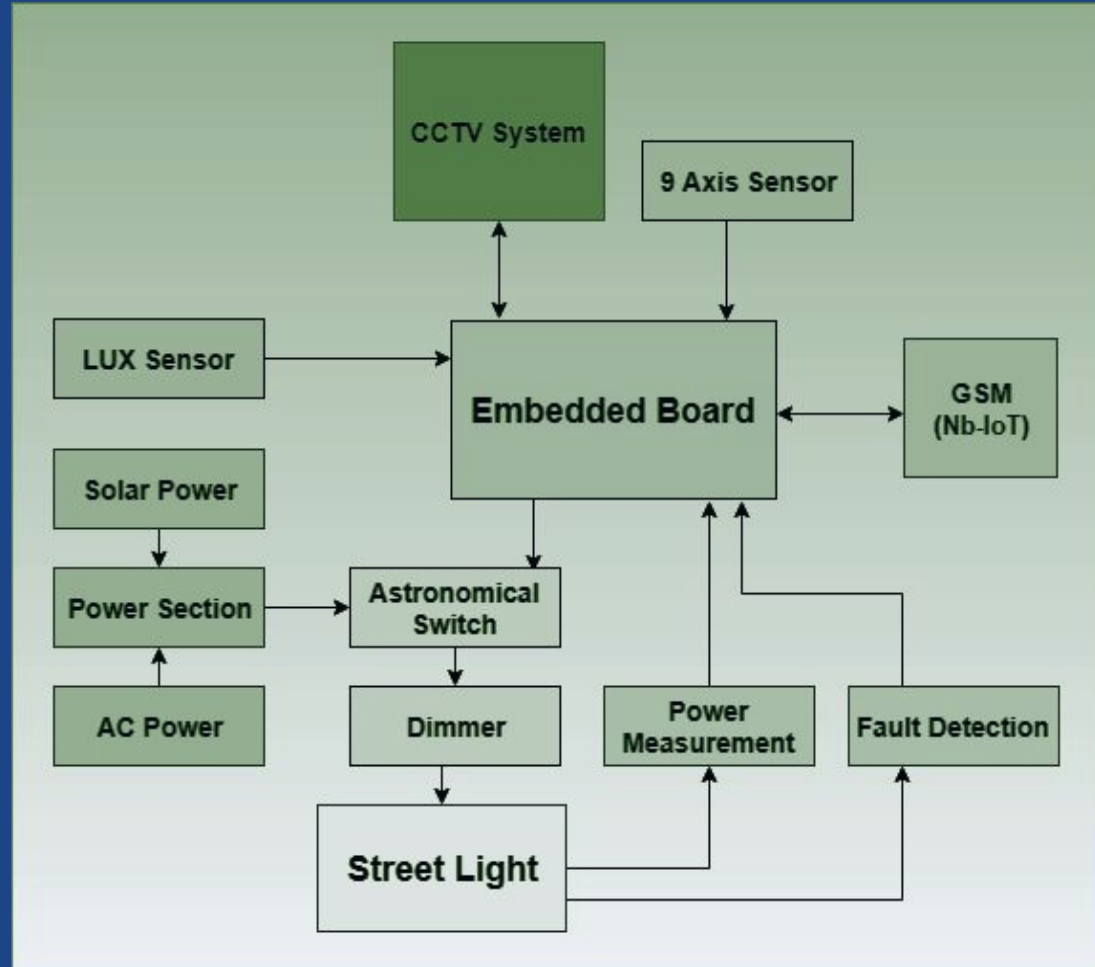 CCTV System
9 Axis Sensor
LUX Sensor
Embedded Board
GSM
(Nb-IoT)
Solar Power
Power Section
Astronomical
Switch
AC Power
Dimmer
Power
Measurement
Fault Detection
Street Light